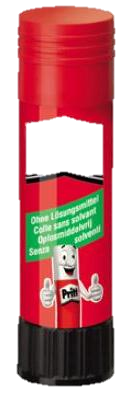 Ohne Lösungsmittel
Colle sans solvant
Oplosmiddelvrij
Senza solventi
Pritt